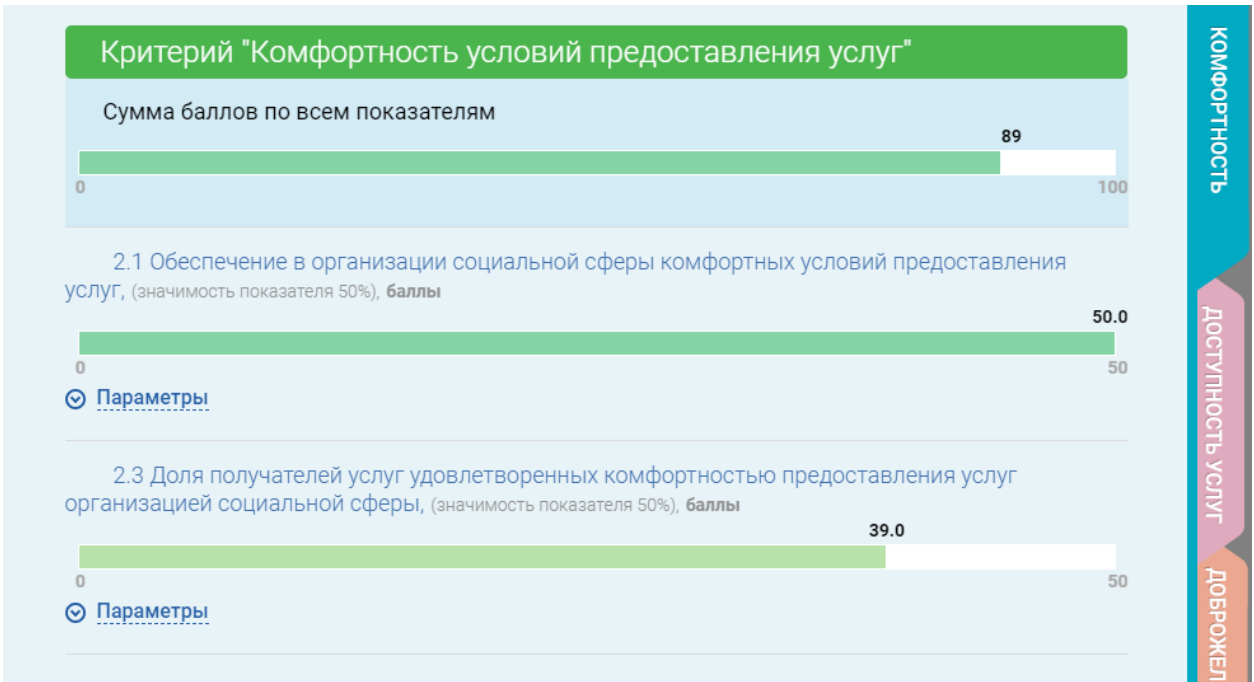 Критерий "Комфортность условий предоставления услуг"
Сумма баллов по всем показателям
89
0
100
2.1 Обеспечение в организации социальной сферы комфортных условий предоставления
услуг, (значимость показателя 50%), баллы
50.0
0
50
Параметры
2.3 Доля получателей услуг удовлетворенных комфортностью предоставления услуг
организацией социальной сферы, (значимость показателя 50%), баллы
39.0
0
50
Параметры
КОМФОРТНОСТЬ
ДОСТУПНОСТЬ УСЛУГ
ДОБРОЖЕЛ